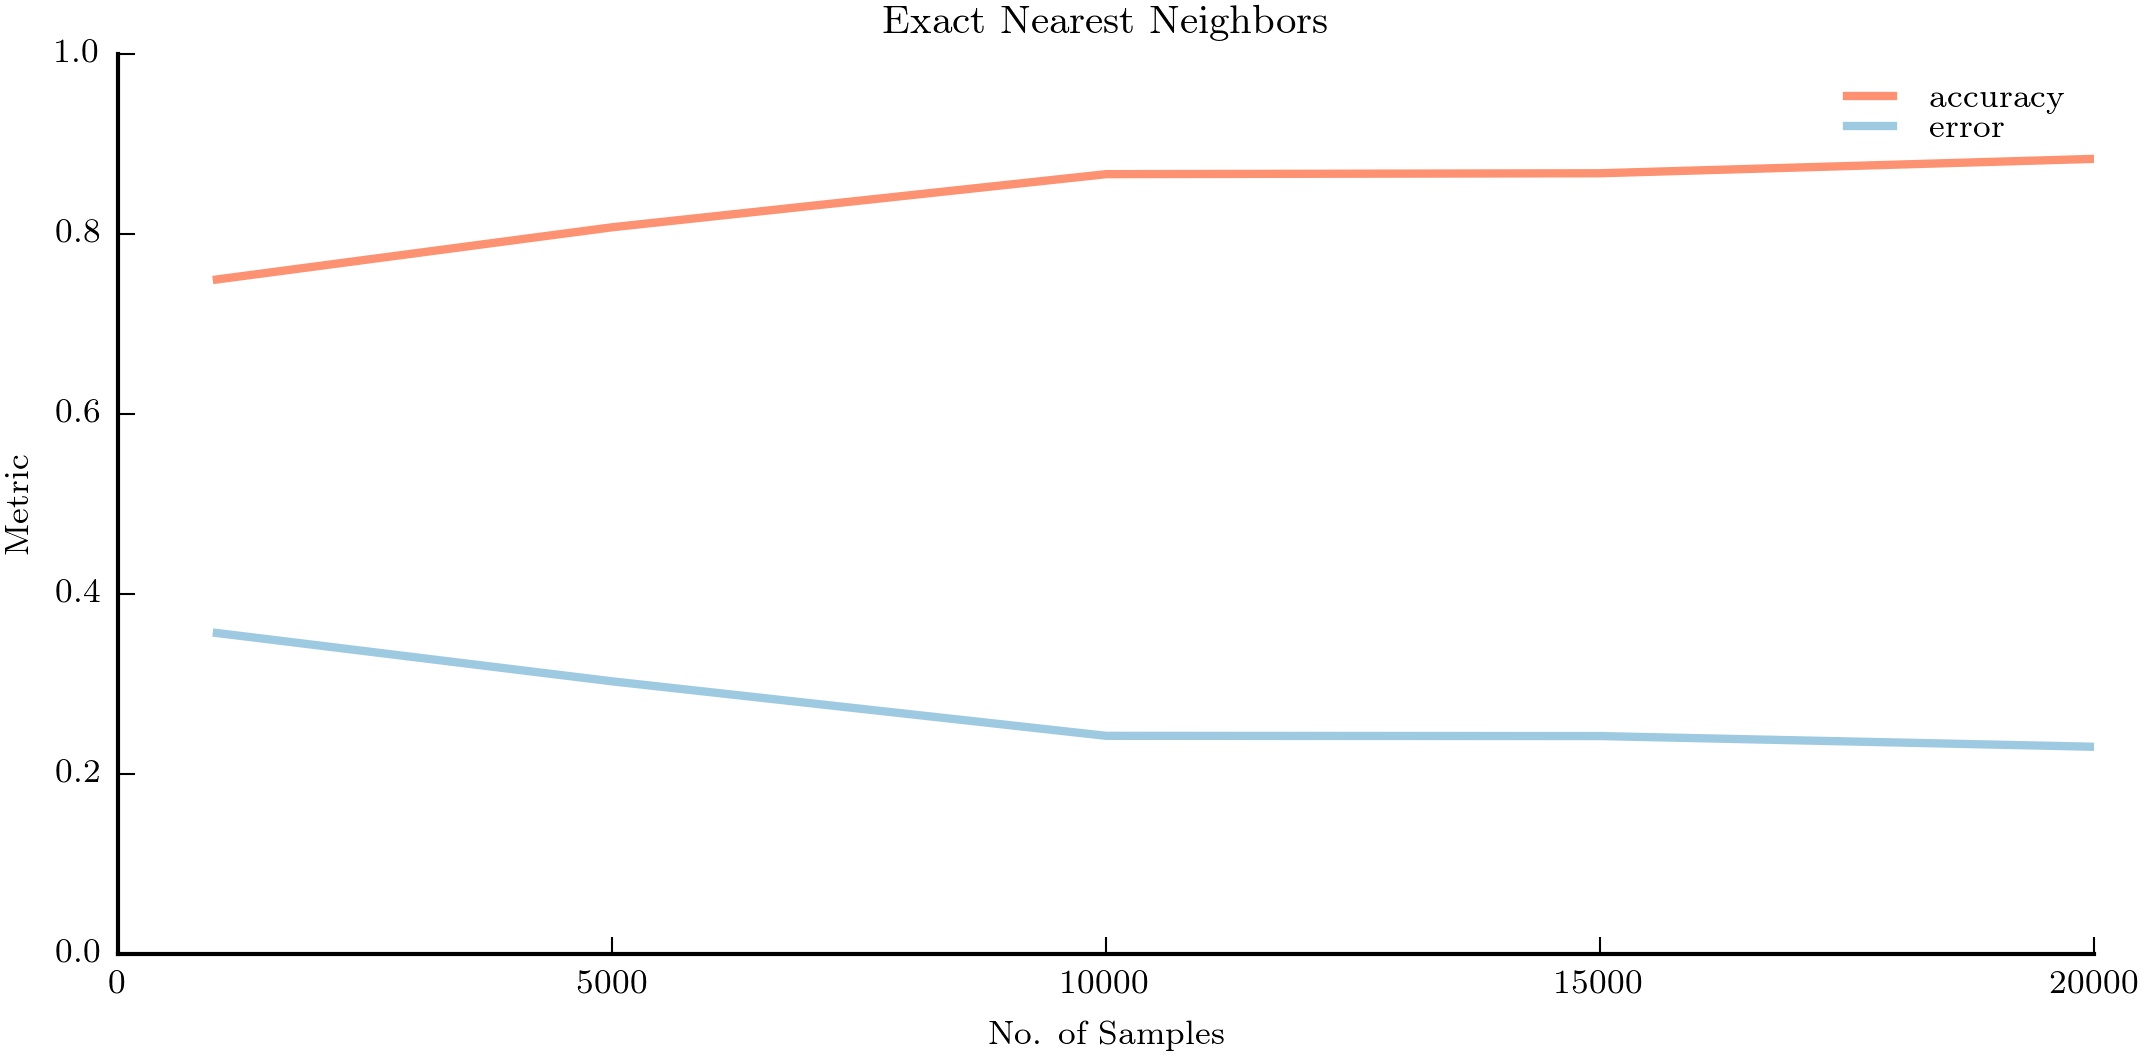 Exact Nearest Neighbors
1.0
accuracy
error
0.8
0.6
Metric
0.4
0.2
0.0
0 5000 10000 15000 20000
No. of Samples